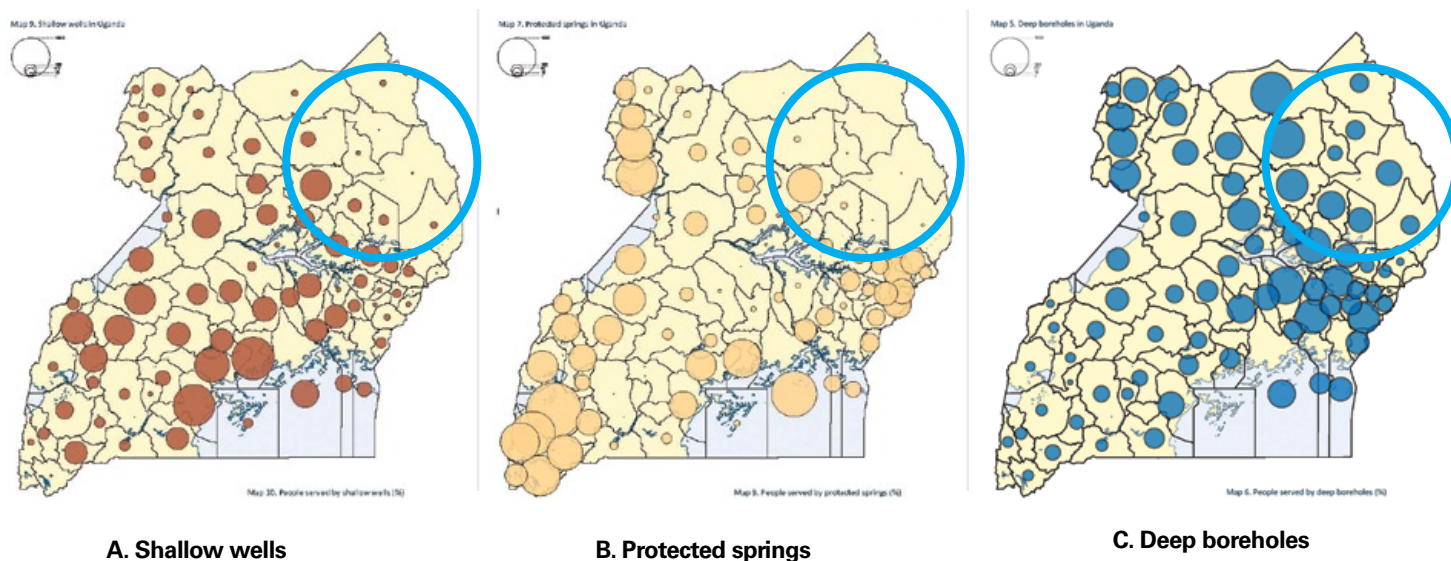 Map 9. Shallow wells in Uganda
Map 7. Protected springs in Uganda
Map 5. Deep boreholes in Uganda
Map 10. People served by shallow wells (%)
Map 8. People served by protected springs (%)
Map 6. People served by deep boreholes (%)
A. Shallow wells
B. Protected springs
C. Deep boreholes